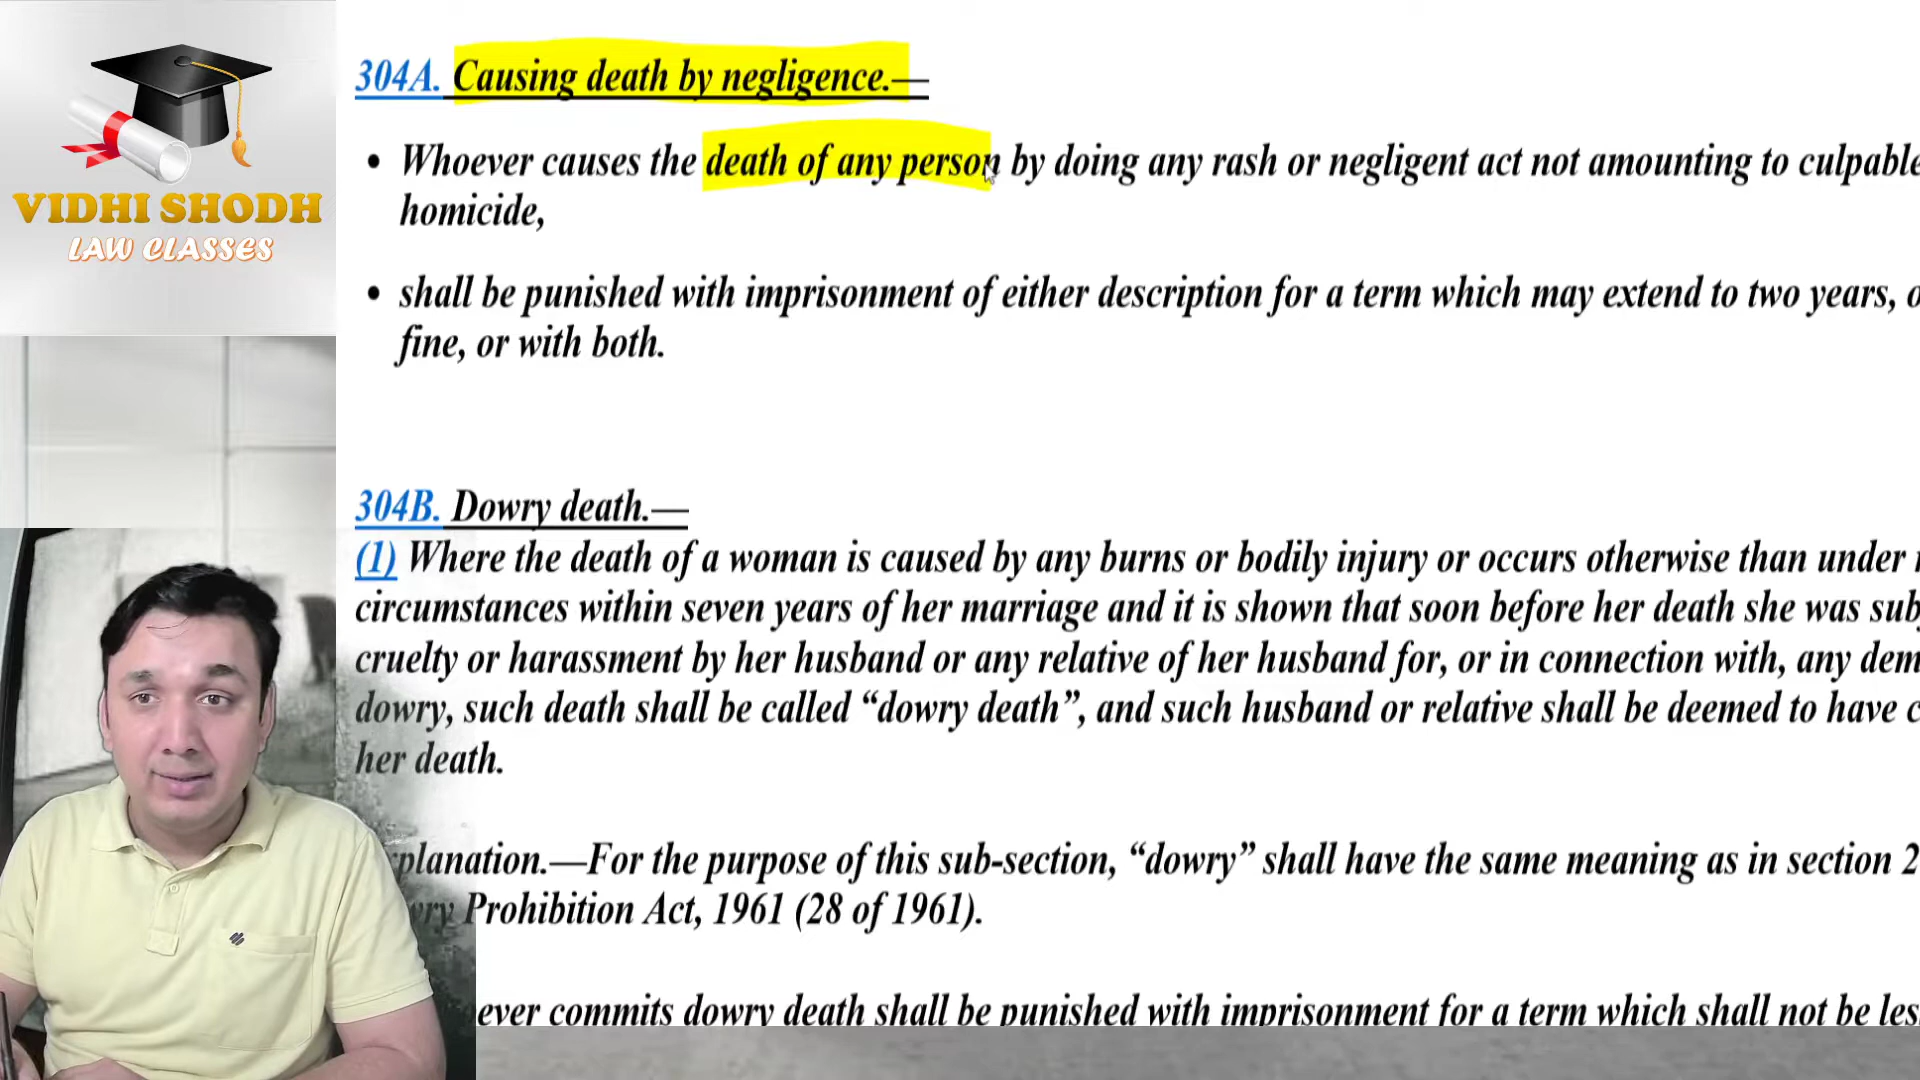 VIDHI SHODH
LAW CLASSES
304A. Causing death by negligence.—
• Whoever causes the death of any person by doing any rash or negligent act not amounting to culpable
homicide,
• shall be punished with imprisonment of either description for a term which may extend to two years, o
fine, or with both.
304B. Dowry death.—
(1) Where the death of a woman is caused by any burns or bodily injury or occurs otherwise than under
circumstances within seven years of her marriage and it is shown that soon before her death she was sub
cruelty or harassment by her husband or any relative of her husband for, or in connection with, any dem
dowry, such death shall be called “dowry death”, and such husband or relative shall be deemed to have c
her death.
planation.—For the purpose of this sub-section, “dowry” shall have the same meaning as in section 2
ry Prohibition Act, 1961 (28 of 1961).
ever commits dowry death shall be punished with imprisonment for a term which shall not be les